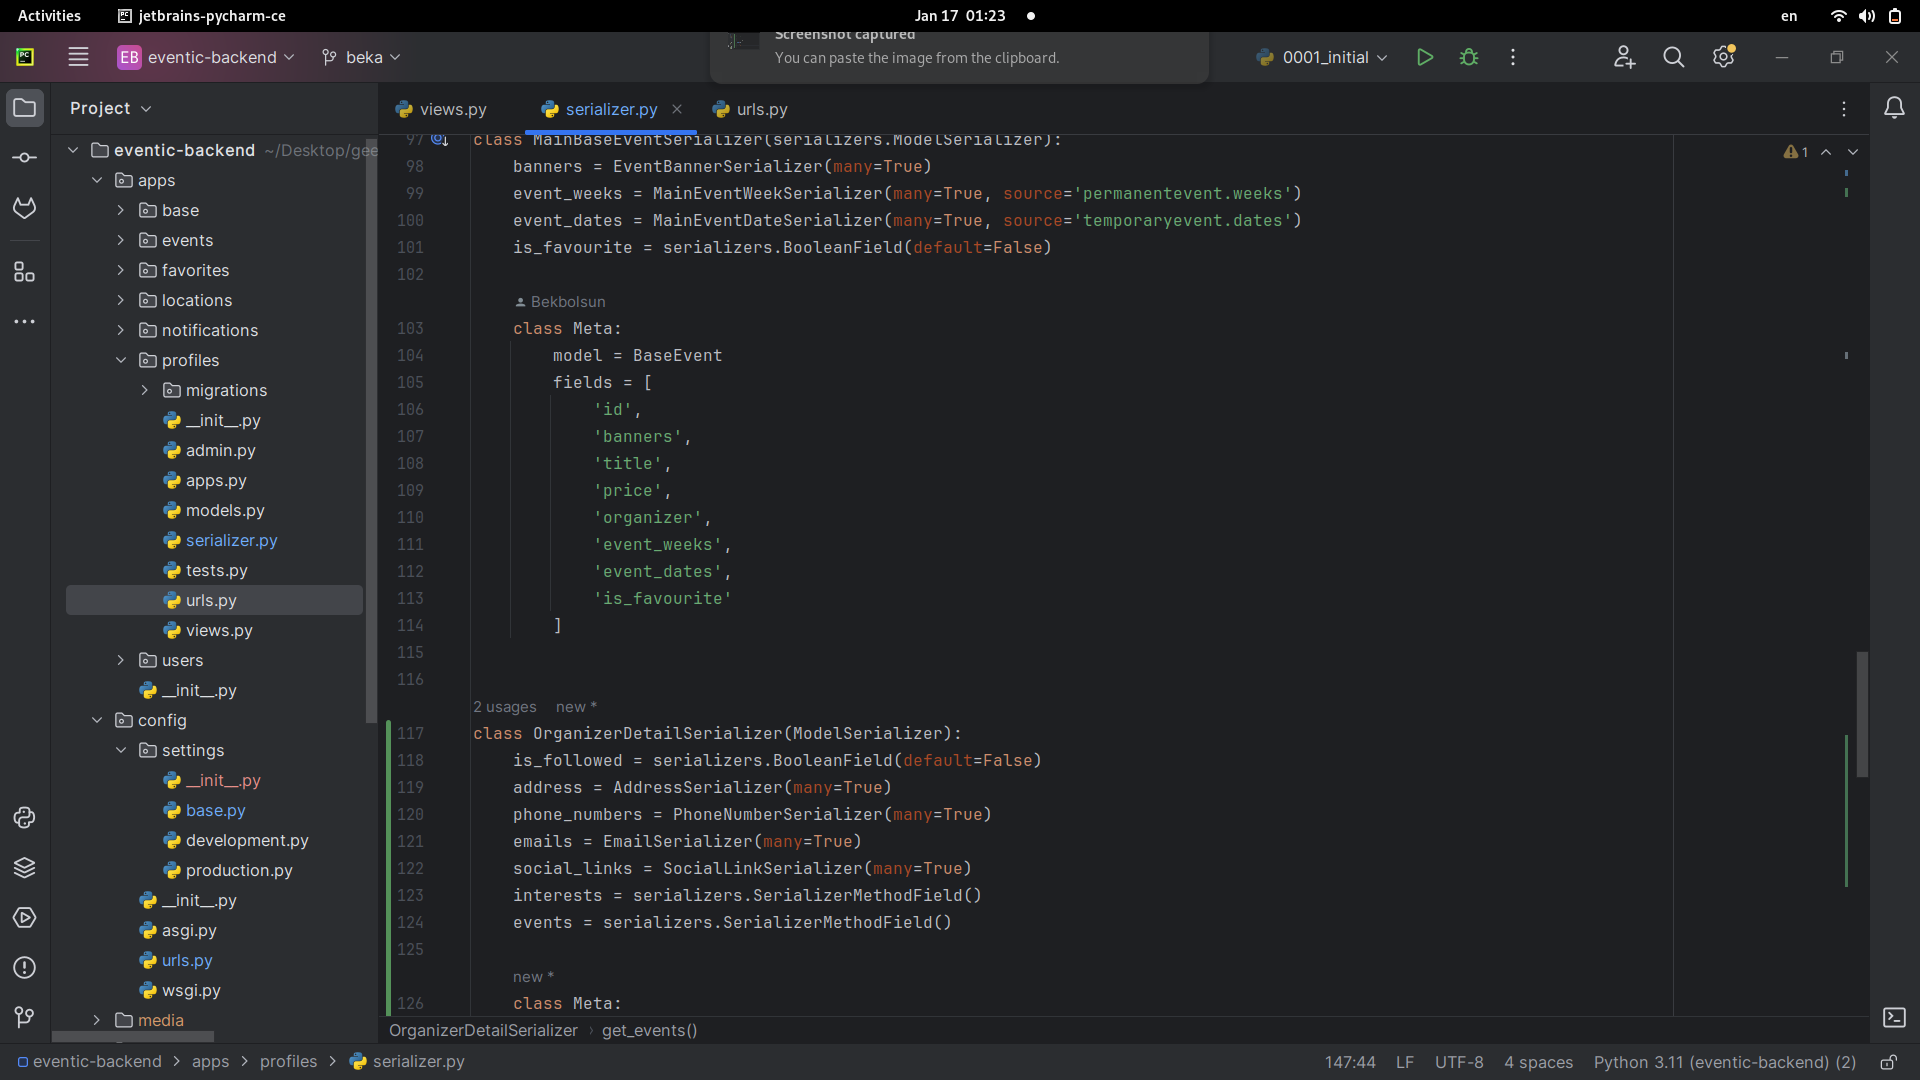 Activities jetbrains-pycharm-ce Jan 17 01:23 en
EB eventic-backend beka Screenshot captured 0001_initial
You can paste the image from the clipboard.
Project views.py serializer.py urls.py
eventic-backend ~/Desktop/gee
apps
base
events
favorites
locations
notifications
profiles
migrations
__init__.py
admin.py
apps.py
models.py
serializer.py
tests.py
urls.py
views.py
users
__init__.py
config
settings
__init__.py
base.py
development.py
production.py
__init__.py
asgi.py
urls.py
wsgi.py
media
1
97 class MainBaseEventSerializer(serializers.ModelSerializer):
98 banners = EventBannerSerializer(many=True)
99 event_weeks = MainEventWeekSerializer(many=True, source='permanentevent.weeks')
100 event_dates = MainEventDateSerializer(many=True, source='temporaryevent.dates')
101 is_favourite = serializers.BooleanField(default=False)
102
Bekbolsun
103 class Meta:
104 model = BaseEvent
105 fields = [
106 'id',
107 'banners',
108 'title',
109 'price',
110 'organizer',
111 'event_weeks',
112 'event_dates',
113 'is_favourite'
114 ]
115
116
2 usages new *
117 class OrganizerDetailSerializer(ModelSerializer):
118 is_followed = serializers.BooleanField(default=False)
119 address = AddressSerializer(many=True)
120 phone_numbers = PhoneNumberSerializer(many=True)
121 emails = EmailSerializer(many=True)
122 social_links = SocialLinkSerializer(many=True)
123 interests = serializers.SerializerMethodField()
124 events = serializers.SerializerMethodField()
125
new *
126 class Meta:
OrganizerDetailSerializer › get_events()
eventic-backend > apps > profiles > serializer.py 147:44 LF UTF-8 4 spaces Python 3.11 (eventic-backend) (2)